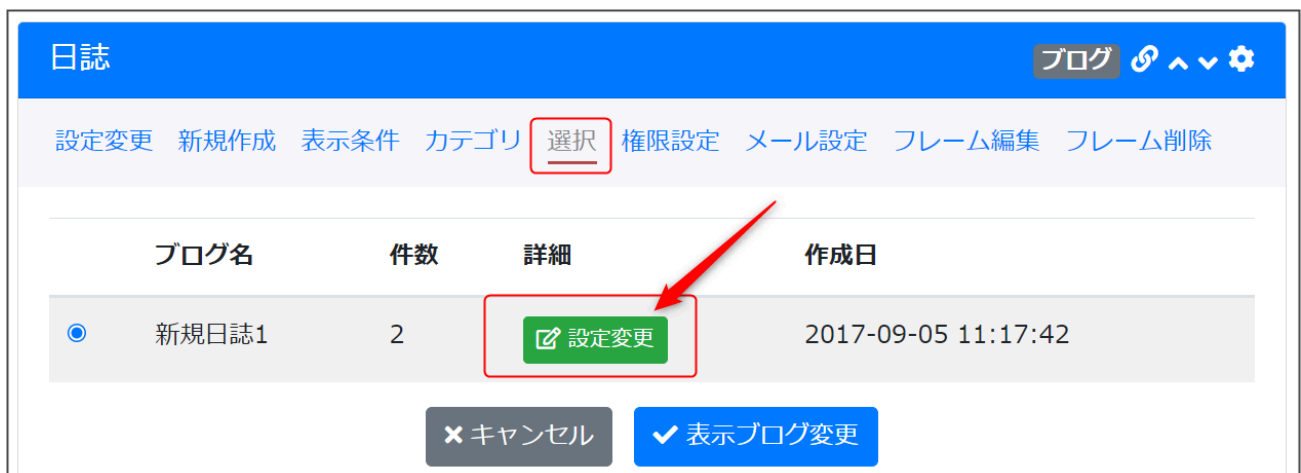 日誌 ブログ
設定変更 新規作成 表示条件 カテゴリ 選択 権限設定 メール設定 フレーム編集 フレーム削除
ブログ名 件数 詳細 作成日
新規日誌1 2 設定変更 2017-09-05 11:17:42
キャンセル 表示ブログ変更